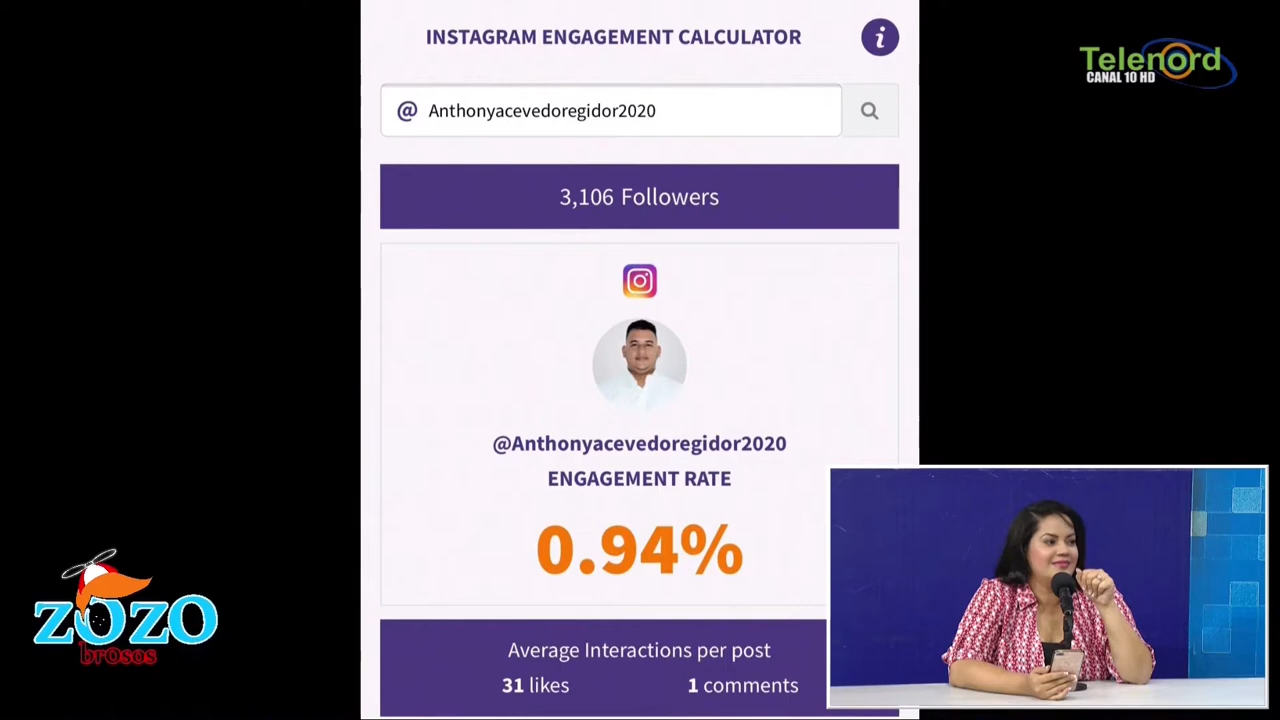 INSTAGRAM ENGAGEMENT CALCULATOR
i
Telenord
CANAL 10 HD
@ Anthonyacevedoregidor2020
3,106 Followers
@Anthonyacevedoregidor2020
ENGAGEMENT RATE
0.94%
Average Interactions per post
31 likes 1 comments
ZOZO
brOsos